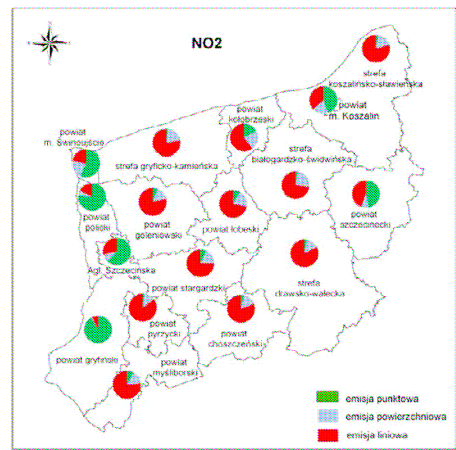 NO2
strefa
koszalińsko-sławieńska
powiat
kołobrzeski
powiat
m. Koszalin
powiat
m. Świnoujście
strefa gryficko-kamieńska
strefa
białogardzko-świdwińska
powiat
policki
powiat
goleniowski
powiat łobeski
powiat
szczecinecki
Agl. Szczecińska
powiat stargardzki
strefa
drawsko-wałecka
powiat
pyrzycki
powiat
choszczeński
powiat gryfiński
powiat
myśliborski
emisja punktowa
emisja powierzchniowa
emisja liniowa